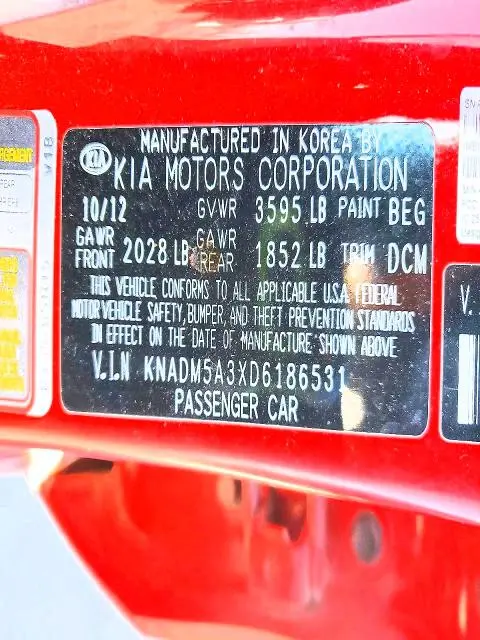 MANUFACTURED IN KOREA BY
KIA KIA MOTORS CORPORATION
10/12 GVWR 3595 LB PAINT BEG
GAWR FRONT 2028 LB GAWR REAR 1852 LB TRIM DCM
THIS VEHICLE CONFORMS TO ALL APPLICABLE U.S.A. FEDERAL
MOTOR VEHICLE SAFETY, BUMPER, AND THEFT PREVENTION STANDARDS
IN EFFECT ON THE DATE OF MANUFACTURE SHOWN ABOVE
V.I.N KNADM5A3XD6186531
PASSENGER CAR
V1B
V.